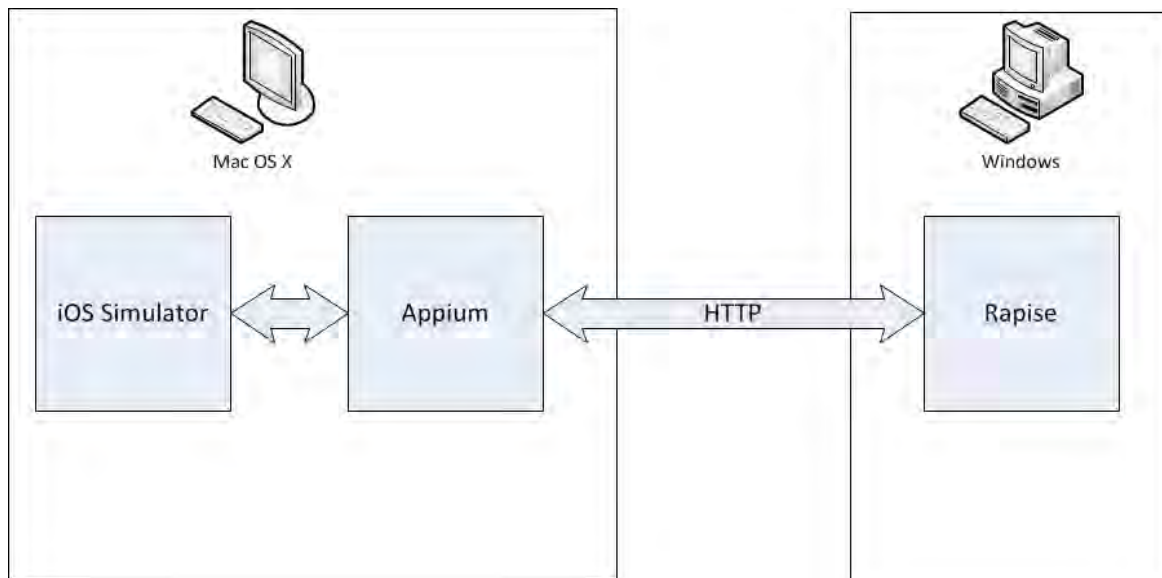 Mac OS X
Windows
iOS Simulator
Appium
HTTP
Rapise